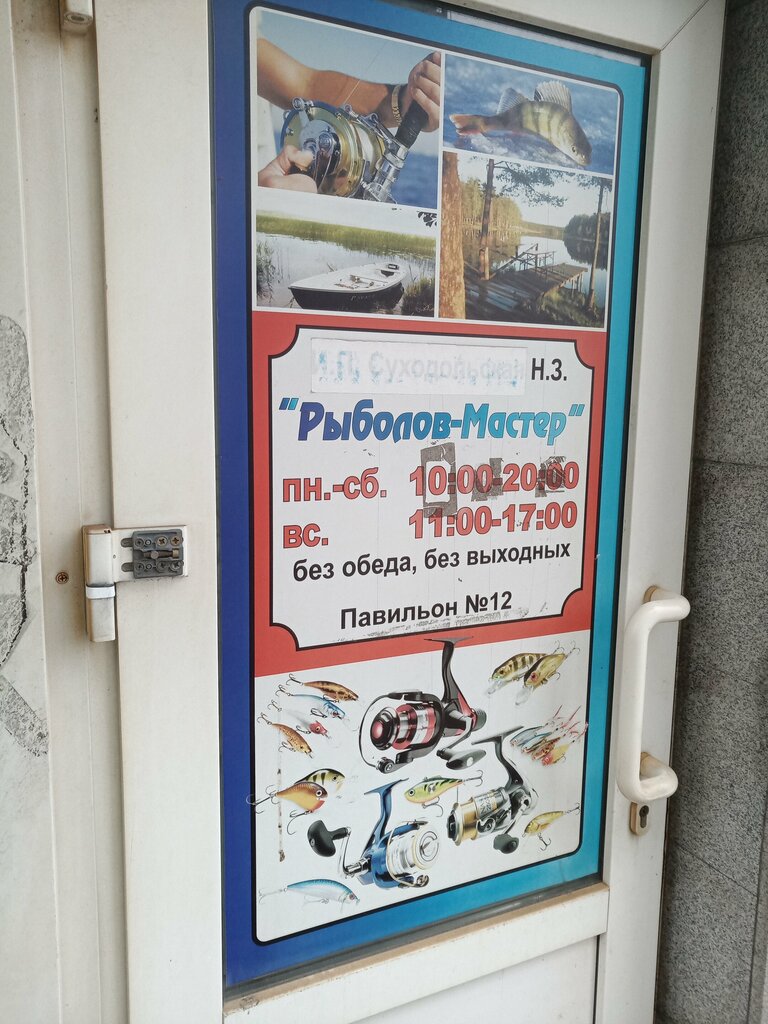 И.П. Суходольская Н.З.
"Рыболов-Мастер"
пн.-сб. 10:00-20:00
вс. 11:00-17:00
без обеда, без выходных
Павильон №12